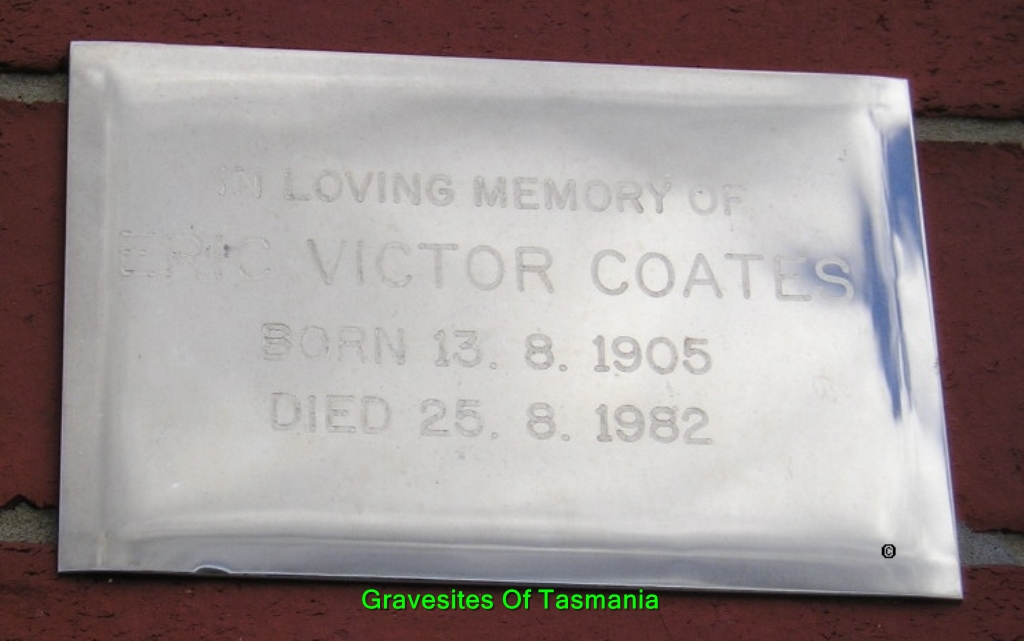 IN LOVING MEMORY OF
ERIC VICTOR COATES
BORN 13. 8. 1905
DIED 25. 8. 1982
©
Gravesites Of Tasmania